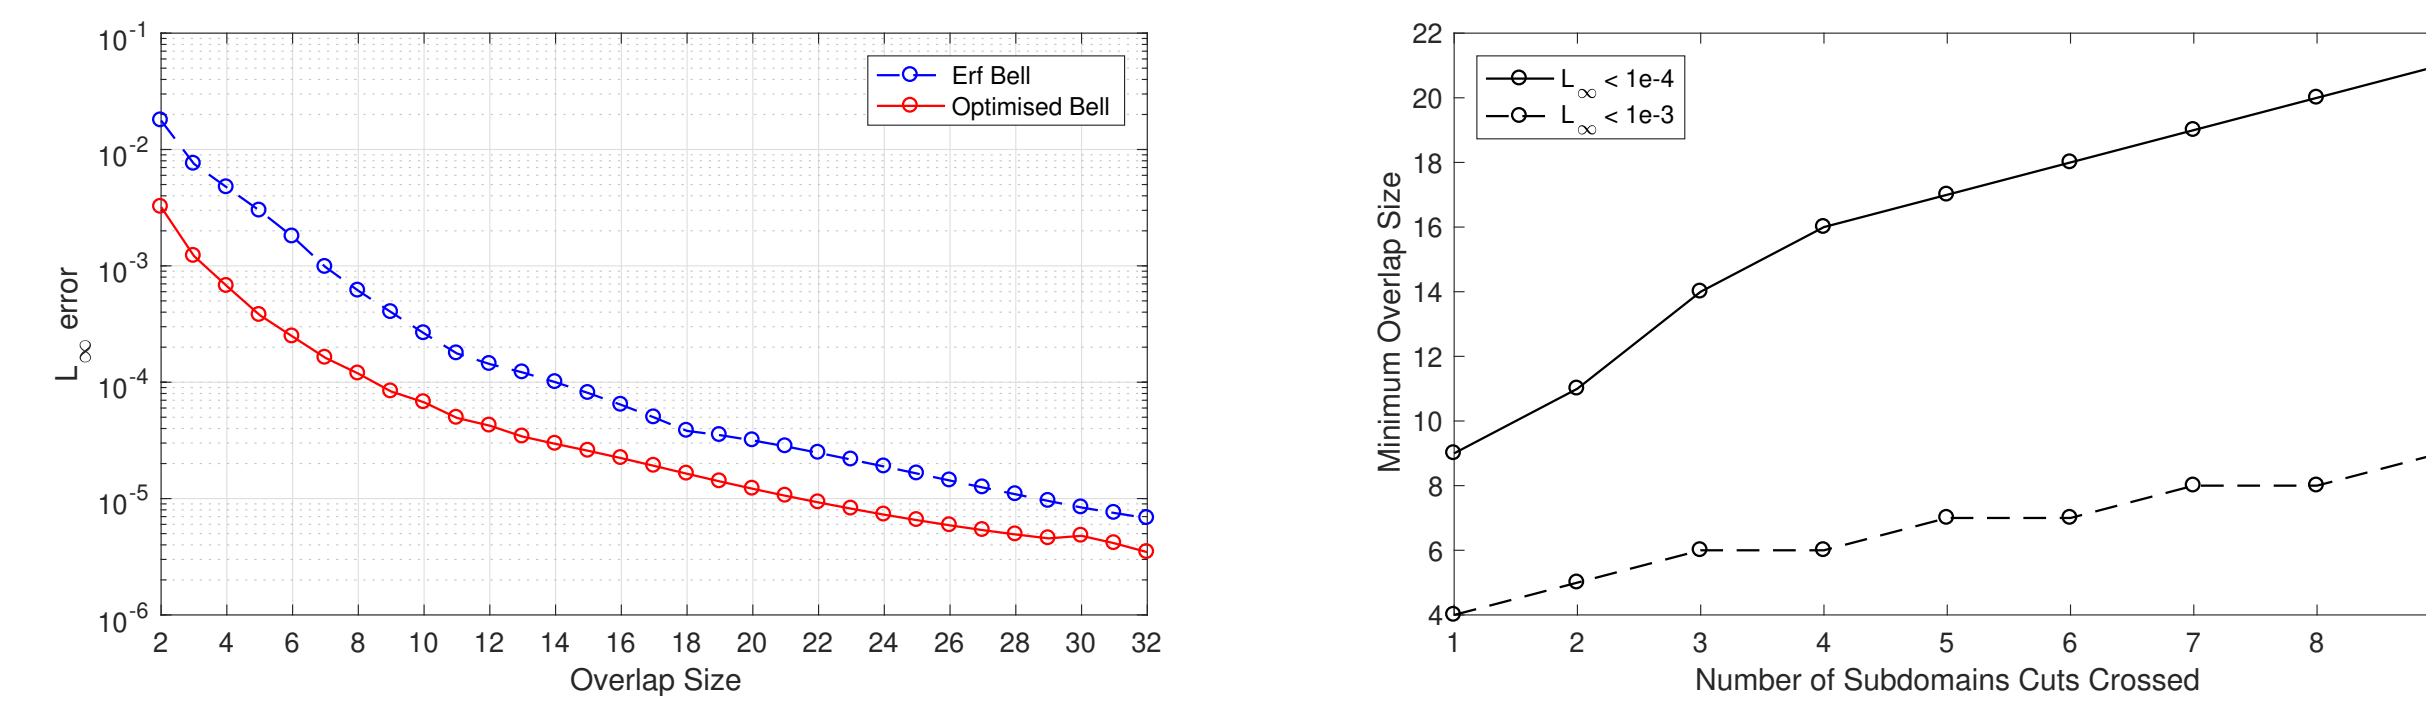 10-1
10-2
10-3
10-4
10-5
10-6
L∞ error
Erf Bell
Optimised Bell
2 4 6 8 10 12 14 16 18 20 22 24 26 28 30 32
Overlap Size
22
20
18
16
14
12
10
8
6
4
Minimum Overlap Size
L∞ < 1e-4
L∞ < 1e-3
1 2 3 4 5 6 7 8
Number of Subdomains Cuts Crossed